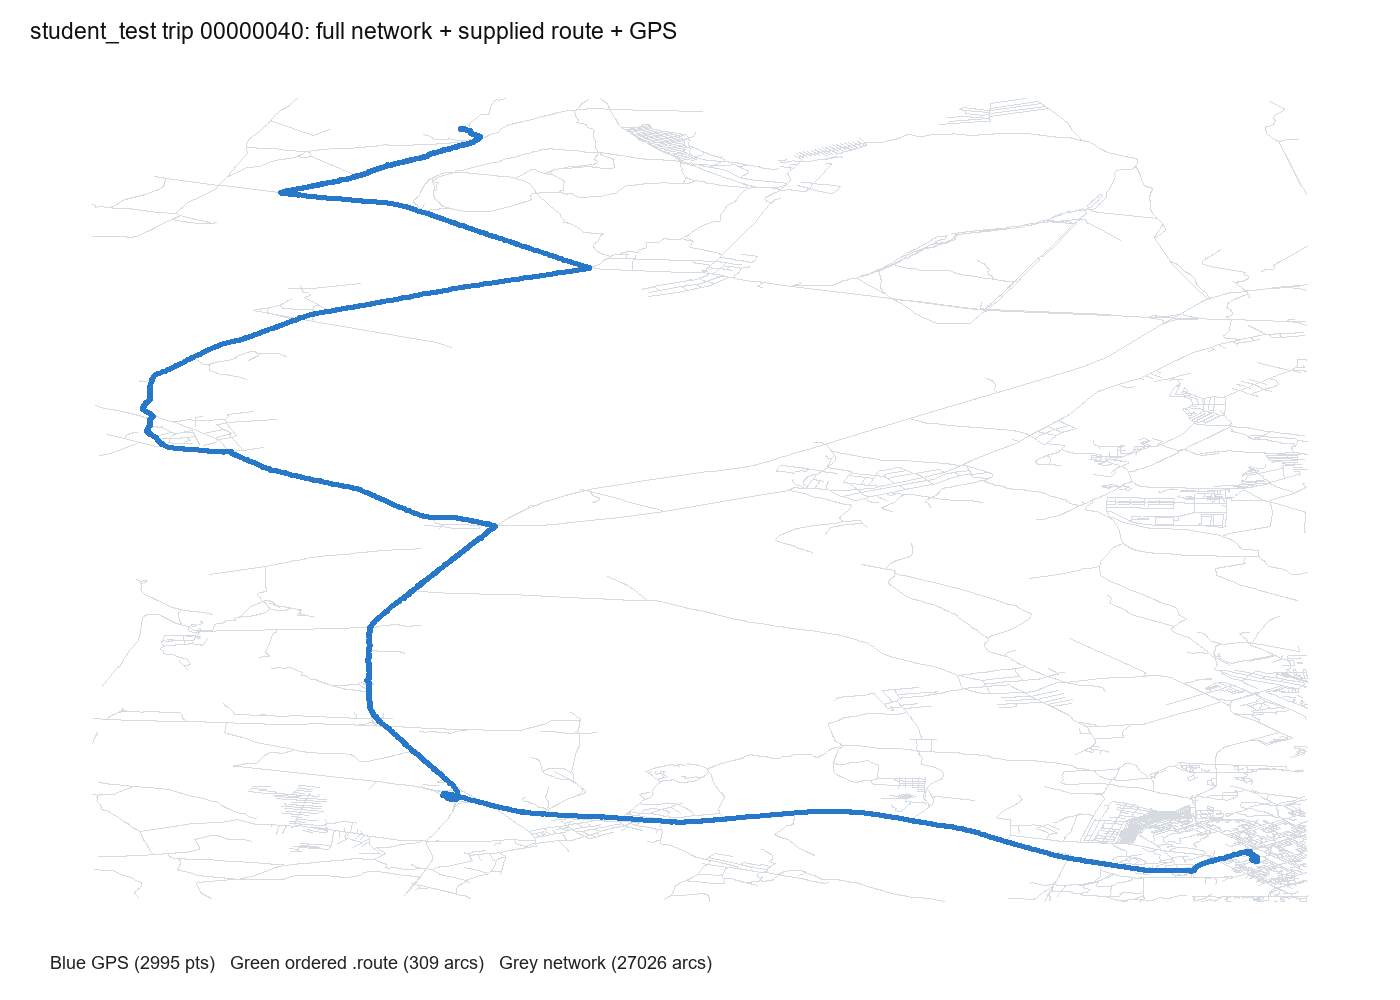 student_test trip 00000040: full network + supplied route + GPS
Blue GPS (2995 pts) Green ordered .route (309 arcs) Grey network (27026 arcs)